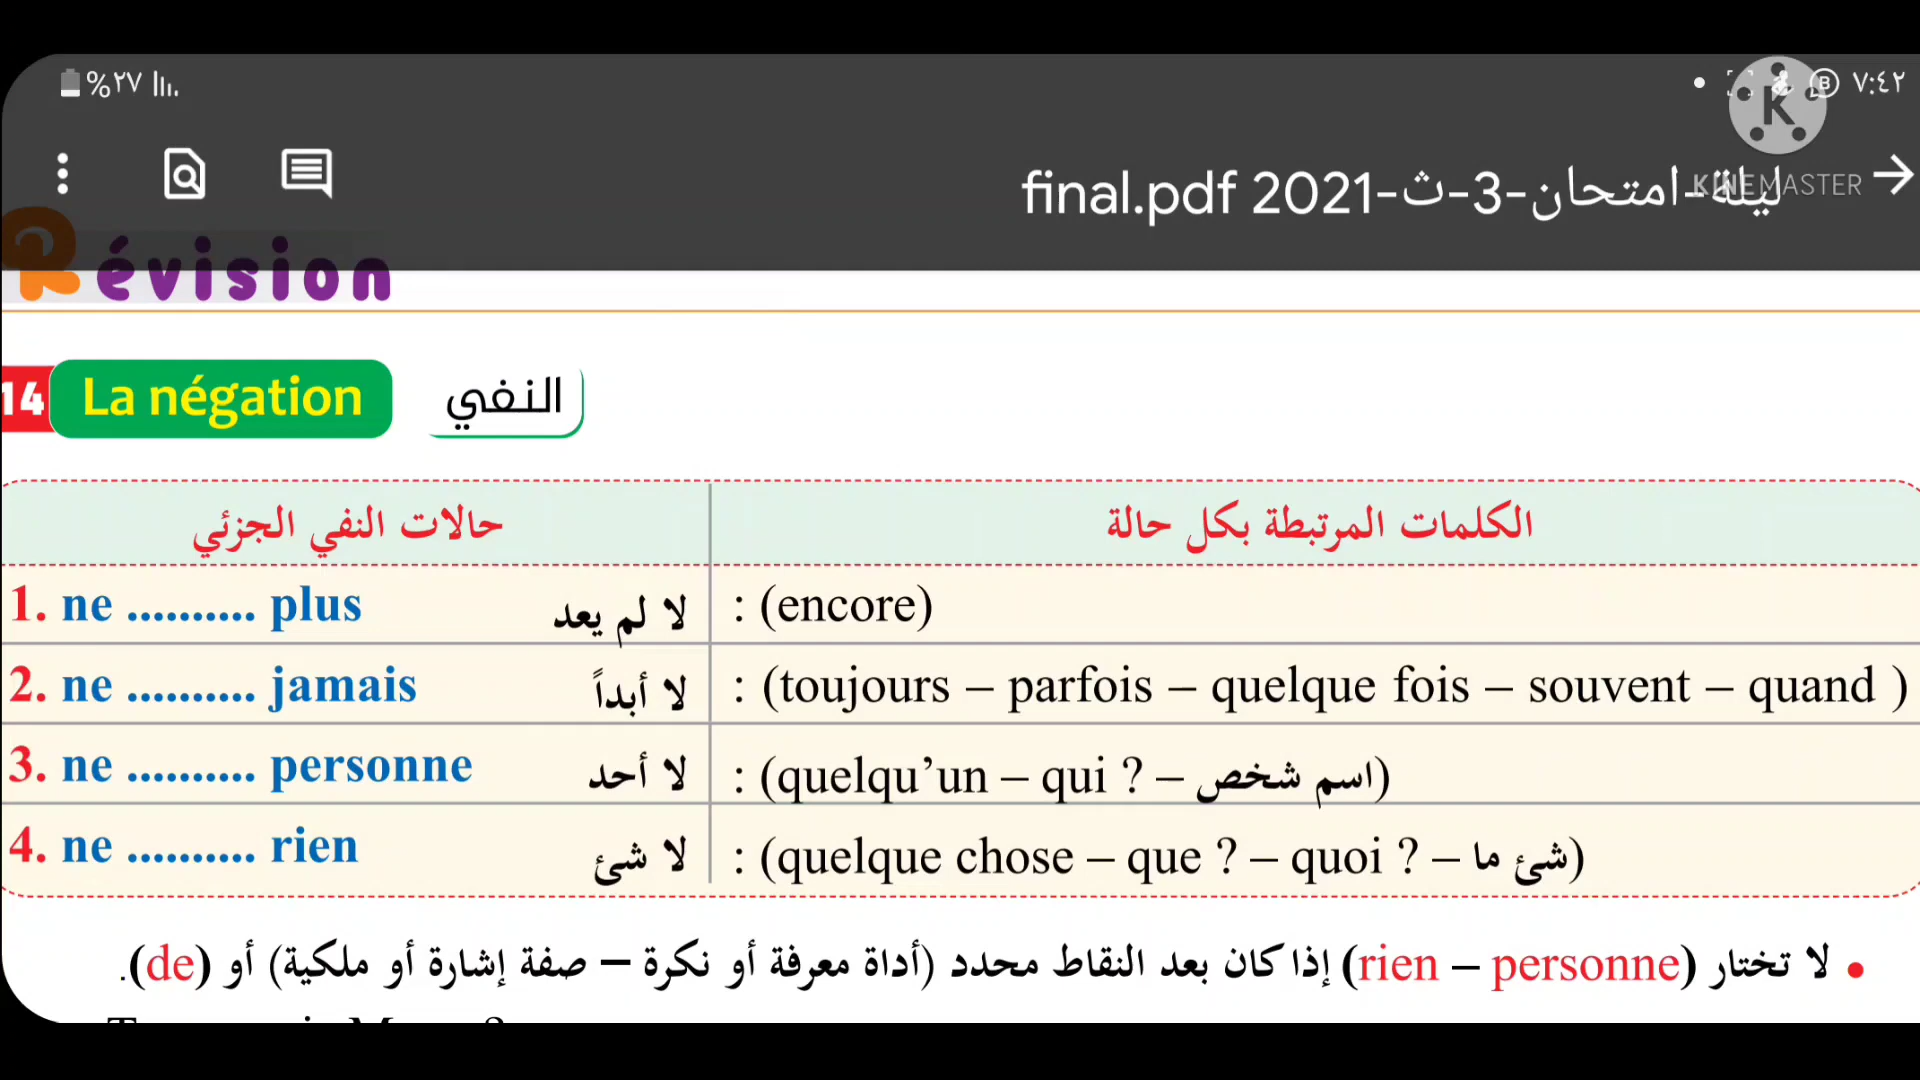 %٢٧
B ٧:٤٢
K
KINEMASTER
ليلة-امتحان-3-ث-2021 final.pdf
Révision
14 La négation النفي
حالات النفي الجزئي الكلمات المرتبطة بكل حالة
1. ne .......... plus لا لم يعد : (encore)
2. ne .......... jamais لا أبداً : (toujours – parfois – quelque fois – souvent – quand )
3. ne .......... personne لا أحد : (quelqu’un – qui ? – اسم شخص)
4. ne .......... rien لا شئ : (quelque chose – que ? – quoi ? – شئ ما)
• لا تختار (rien – personne) إذا كان بعد النقاط محدد (أداة معرفة أو نكرة – صفة إشارة أو ملكية) أو (de).